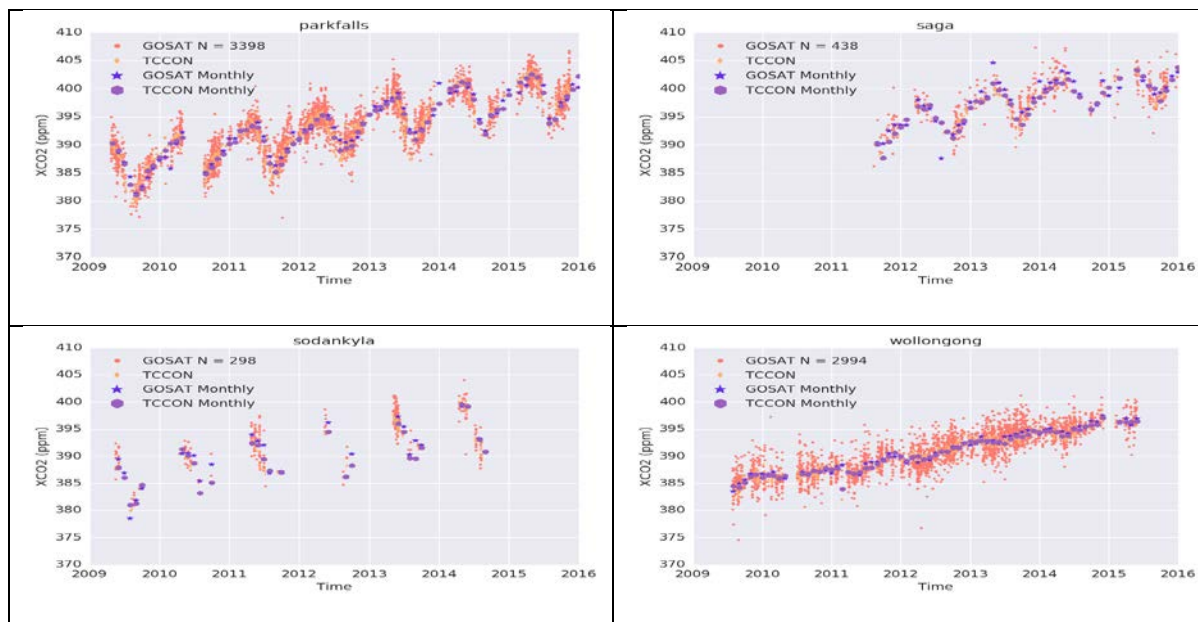 parkfalls
410
405
400
395
390
385
380
375
370
XCO2 (ppm)
GOSAT N = 3398
TCCON
GOSAT Monthly
TCCON Monthly
2009 2010 2011 2012 2013 2014 2015 2016
Time
saga
410
405
400
395
390
385
380
375
370
XCO2 (ppm)
GOSAT N = 438
TCCON
GOSAT Monthly
TCCON Monthly
2009 2010 2011 2012 2013 2014 2015 2016
Time
sodankyla
410
405
400
395
390
385
380
375
370
XCO2 (ppm)
GOSAT N = 298
TCCON
GOSAT Monthly
TCCON Monthly
2009 2010 2011 2012 2013 2014 2015 2016
Time
wollongong
410
405
400
395
390
385
380
375
370
XCO2 (ppm)
GOSAT N = 2994
TCCON
GOSAT Monthly
TCCON Monthly
2009 2010 2011 2012 2013 2014 2015 2016
Time